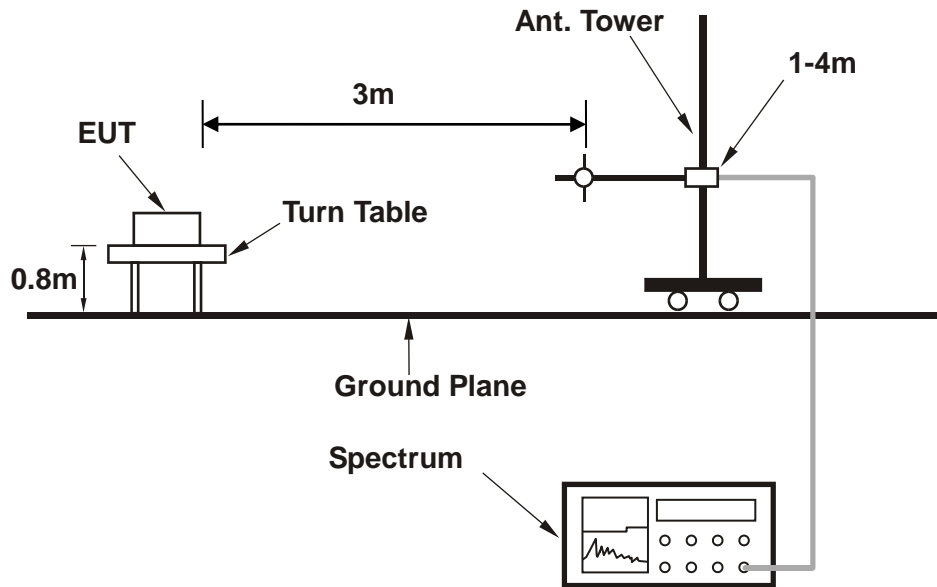 Ant. Tower
1-4m
3m
EUT
Turn Table
0.8m
Ground Plane
Spectrum